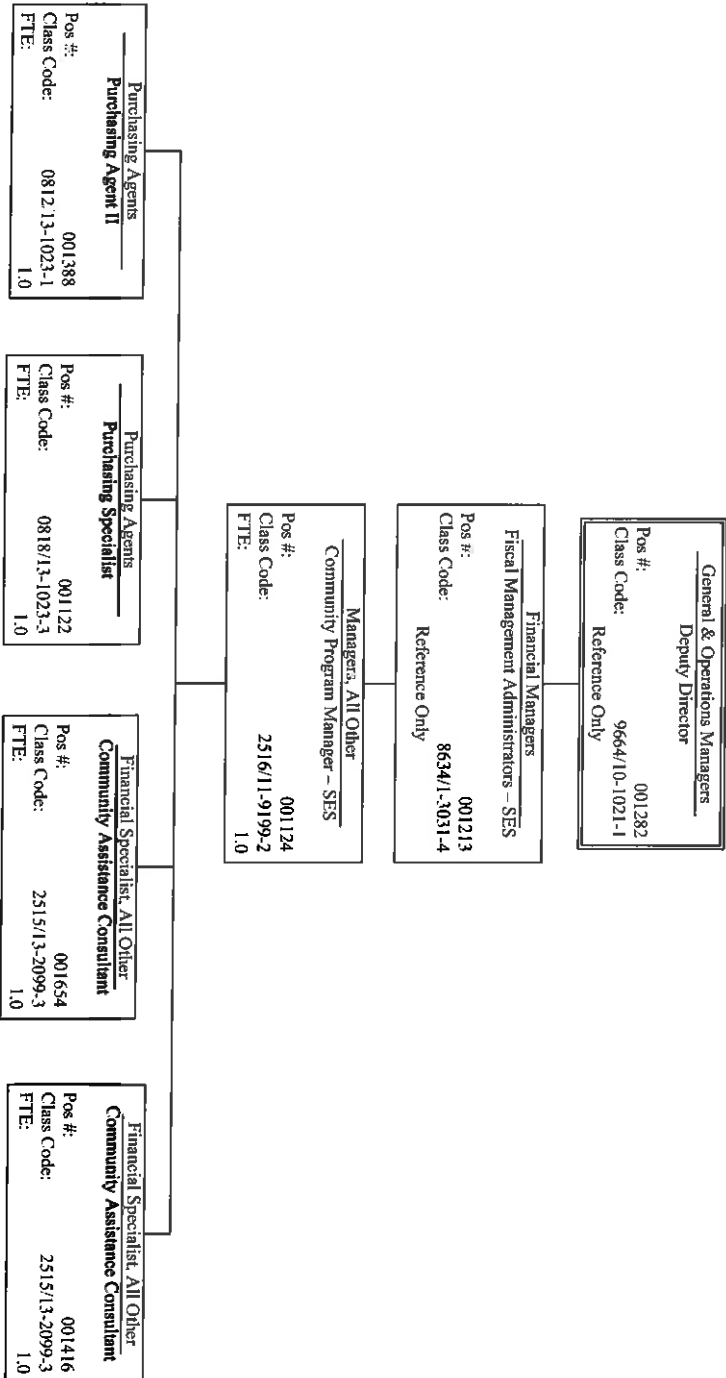 General & Operations Managers
Deputy Director
Pos #: 001282
Class Code: 9664/10-1021-1
Reference Only
Financial Managers
Fiscal Management Administrators – SES
Pos #: 001213
Class Code: 8634/1-3031-4
Reference Only
Managers, All Other
Community Program Manager – SES
Pos #: 001124
Class Code: 2516/11-9199-2
FTE: 1.0
Purchasing Agents
Purchasing Agent II
Pos #: 001388
Class Code: 0812/13-1023-1
FTE: 1.0
Purchasing Agents
Purchasing Specialist
Pos #: 001122
Class Code: 0818/13-1023-3
FTE: 1.0
Financial Specialist, All Other
Community Assistance Consultant
Pos #: 001654
Class Code: 2515/13-2099-3
FTE: 1.0
Financial Specialist, All Other
Community Assistance Consultant
Pos #: 001416
Class Code: 2515/13-2099-3
FTE: 1.0